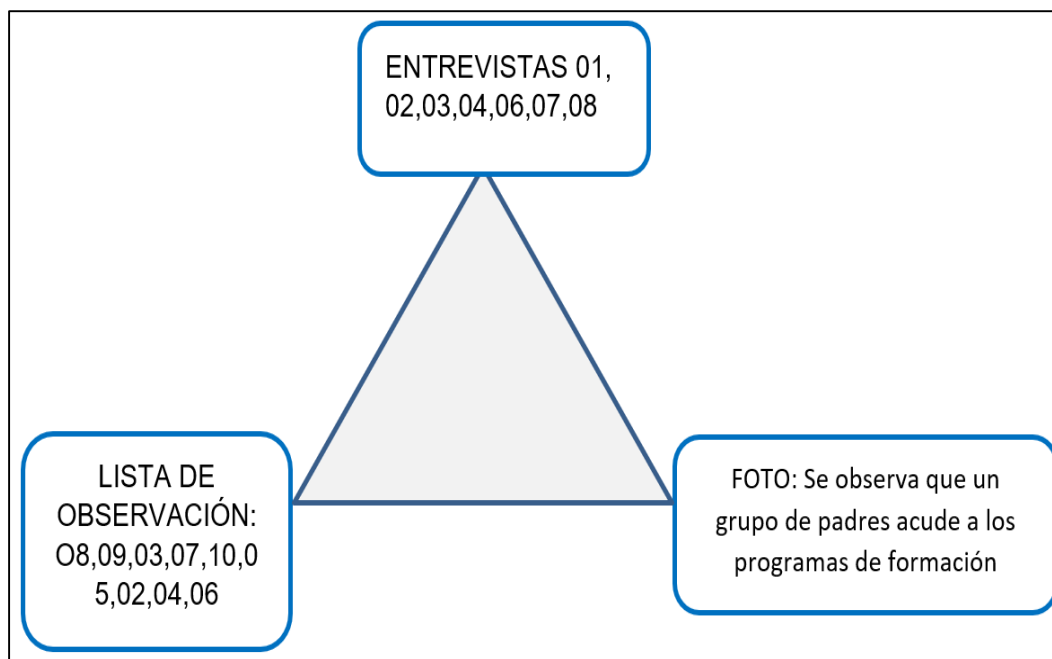 ENTREVISTAS 01,
02,03,04,06,07,08
LISTA DE
OBSERVACIÓN:
O8,09,03,07,10,0
5,02,04,06
FOTO: Se observa que un
grupo de padres acude a los
programas de formación